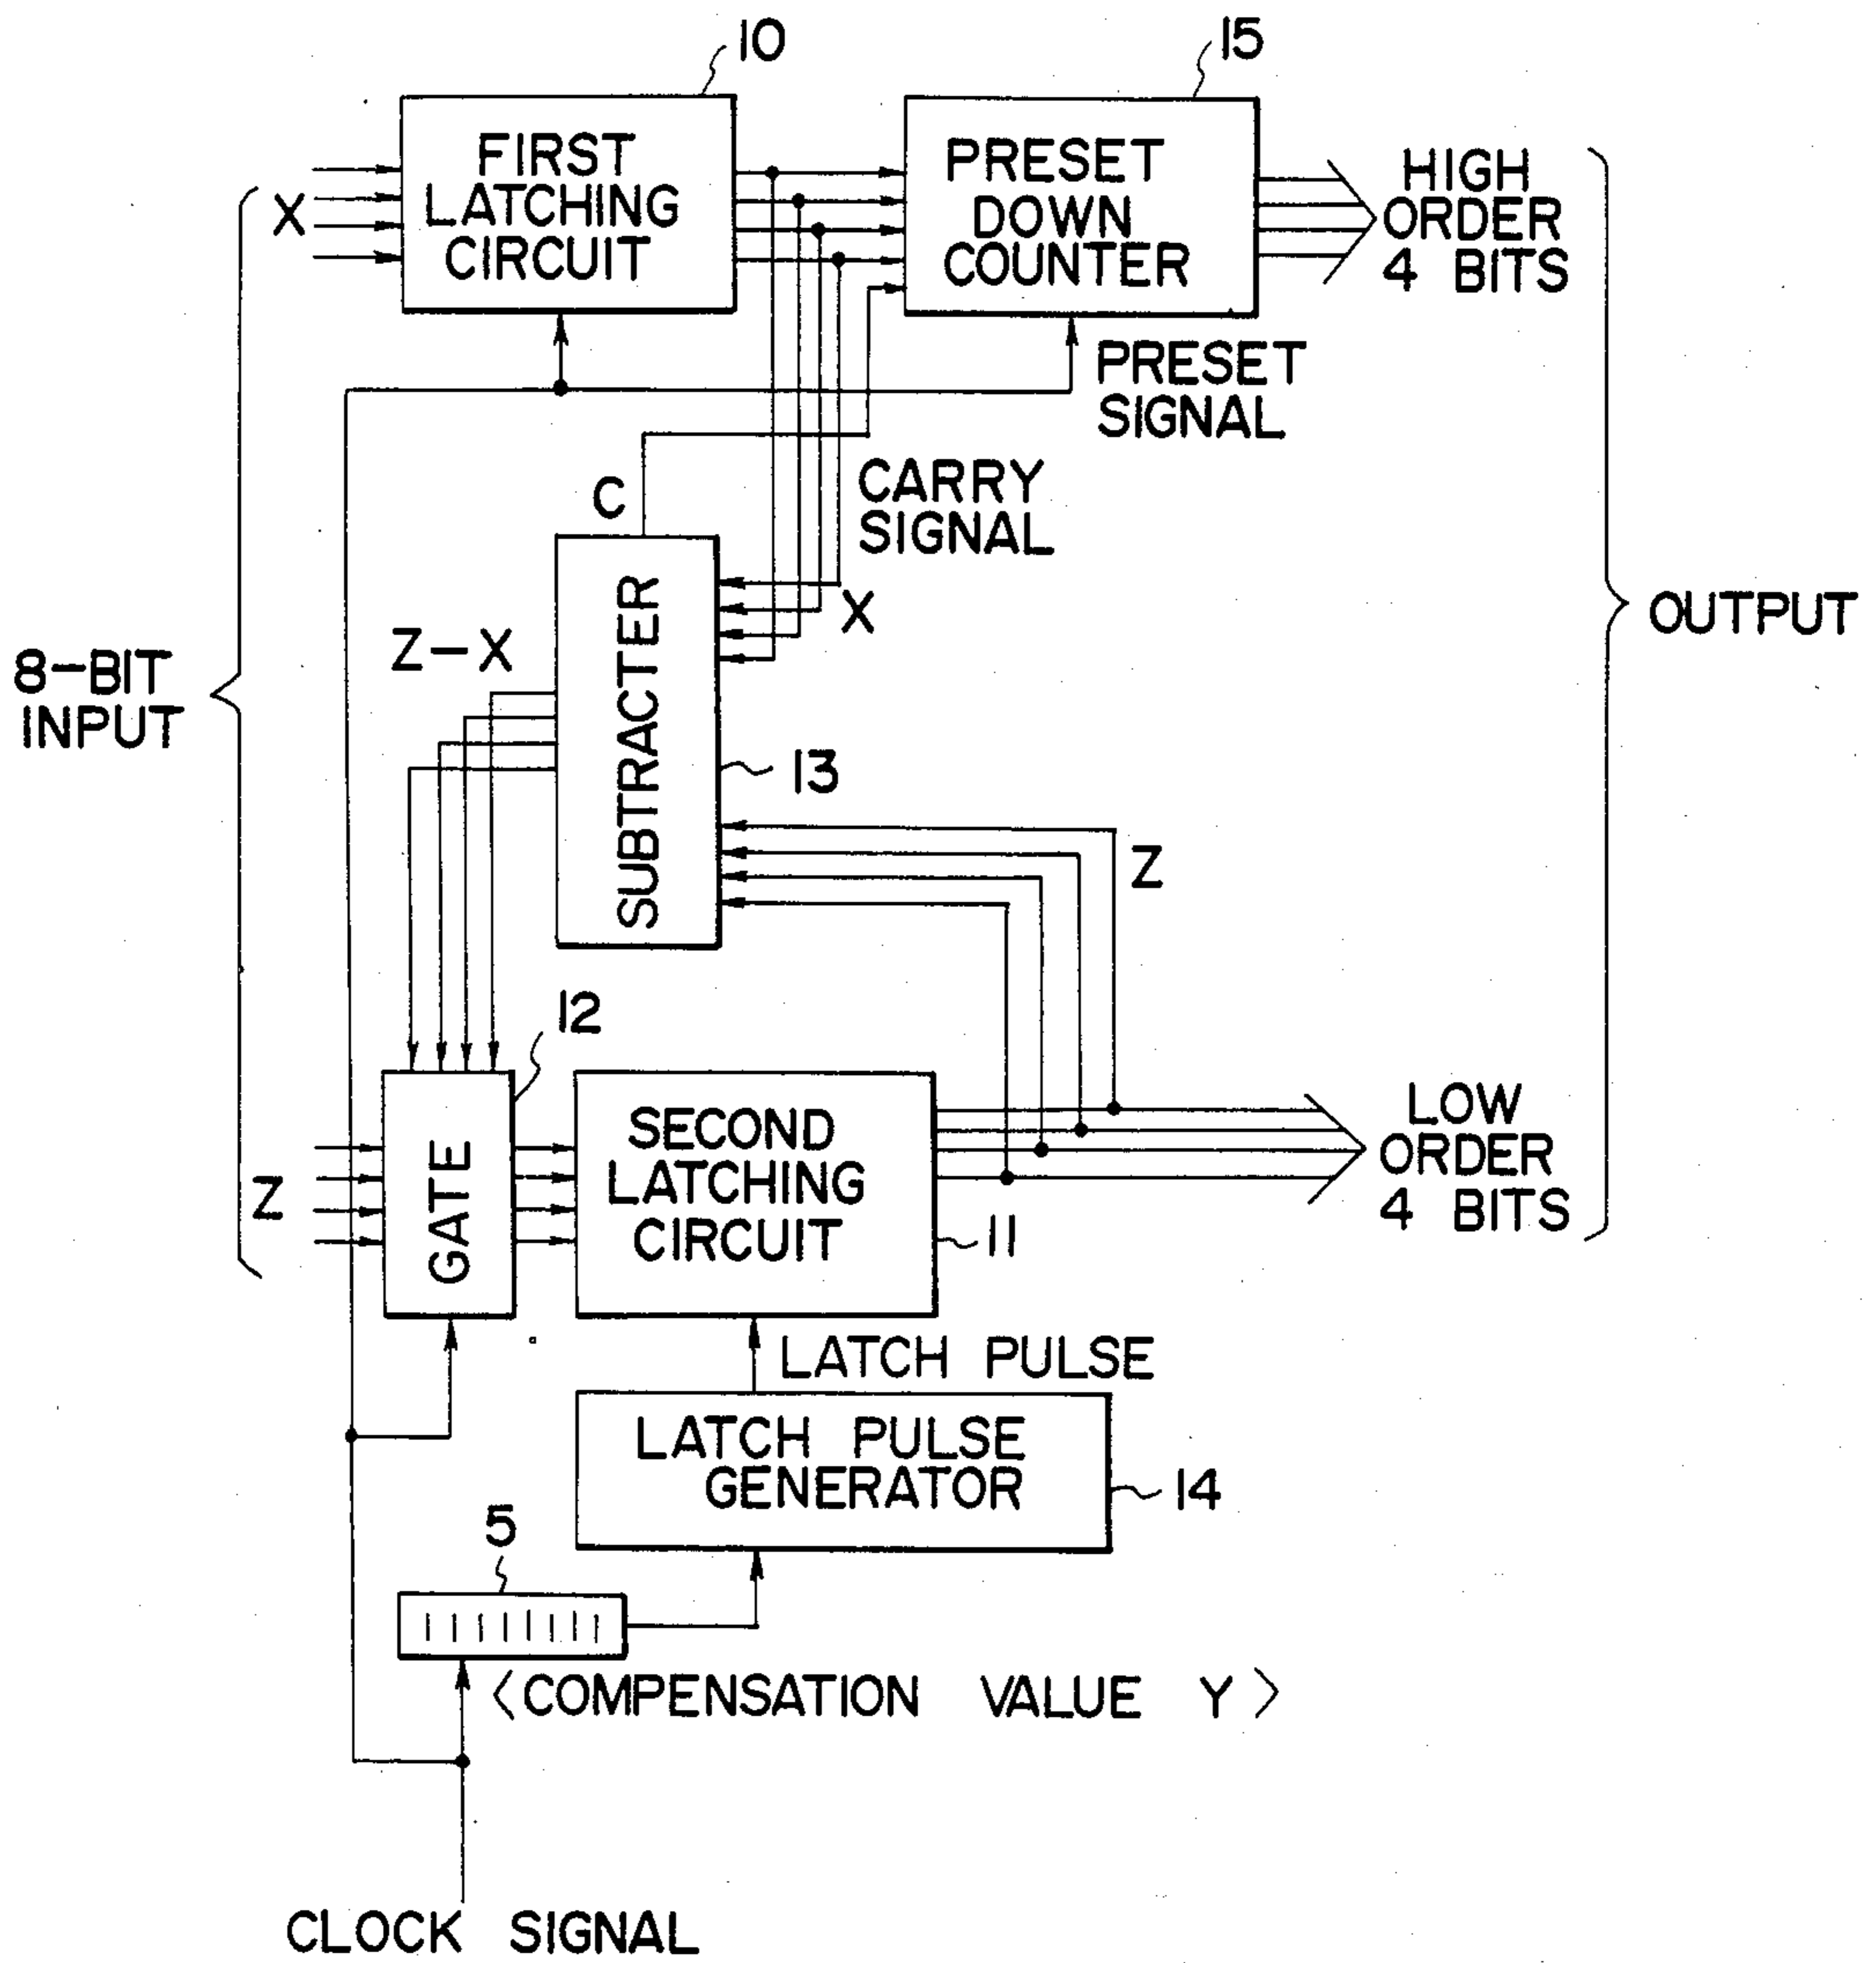 10
15
FIRST
LATCHING
CIRCUIT
PRESET
DOWN
COUNTER
HIGH
ORDER
4 BITS
X
PRESET
SIGNAL
C
CARRY
SIGNAL
X
SUBTRACTER
Z-X
8-BIT
INPUT
OUTPUT
13
Z
12
GATE
SECOND
LATCHING
CIRCUIT
LOW
ORDER
4 BITS
Z
11
LATCH PULSE
LATCH PULSE
GENERATOR
14
5
<COMPENSATION VALUE Y>
CLOCK SIGNAL